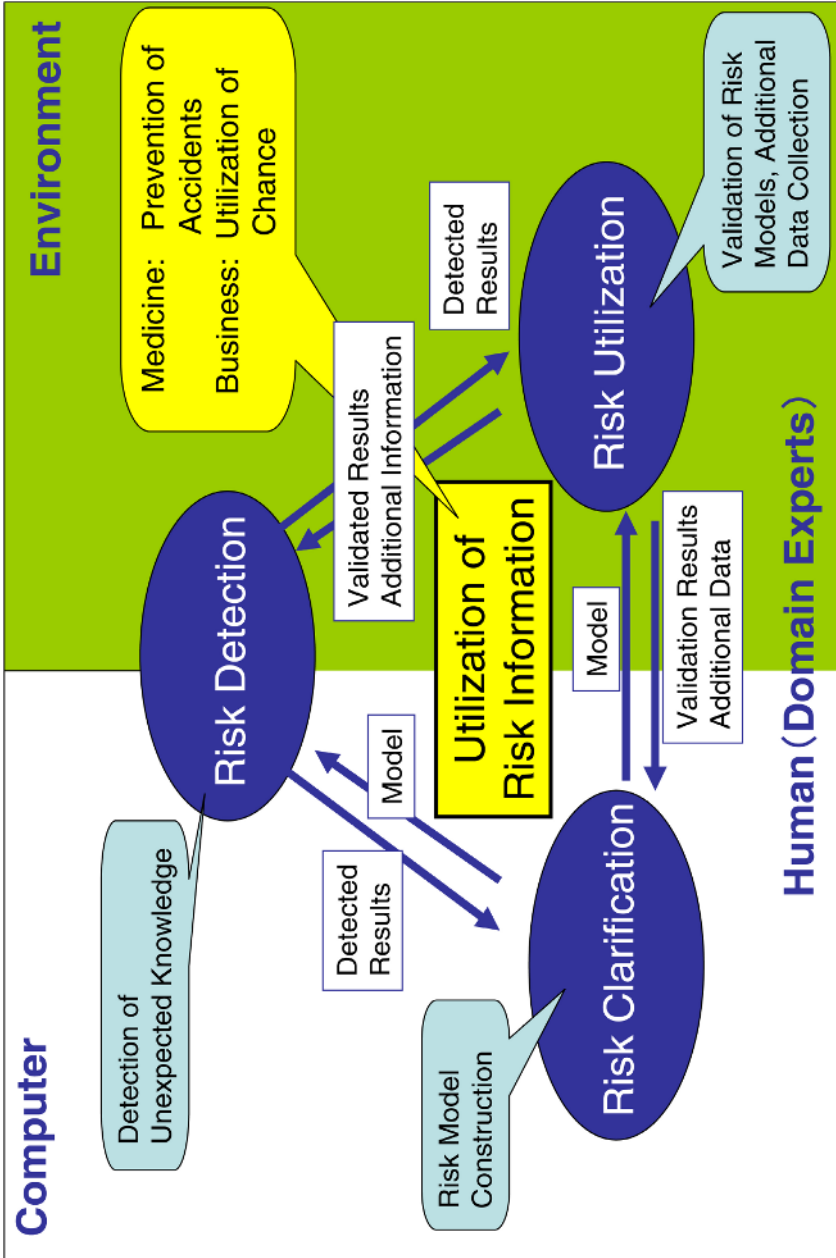 Computer
Environment
Detection of
Unexpected Knowledge
Medicine: Prevention of
Accidents
Business: Utilization of
Chance
Risk Detection
Detected
Results
Model
Validated Results
Additional Information
Detected
Results
Utilization of
Risk Information
Risk Model
Construction
Risk Clarification
Model
Validation Results
Additional Data
Risk Utilization
Validation of Risk
Models, Additional
Data Collection
Human(Domain Experts)